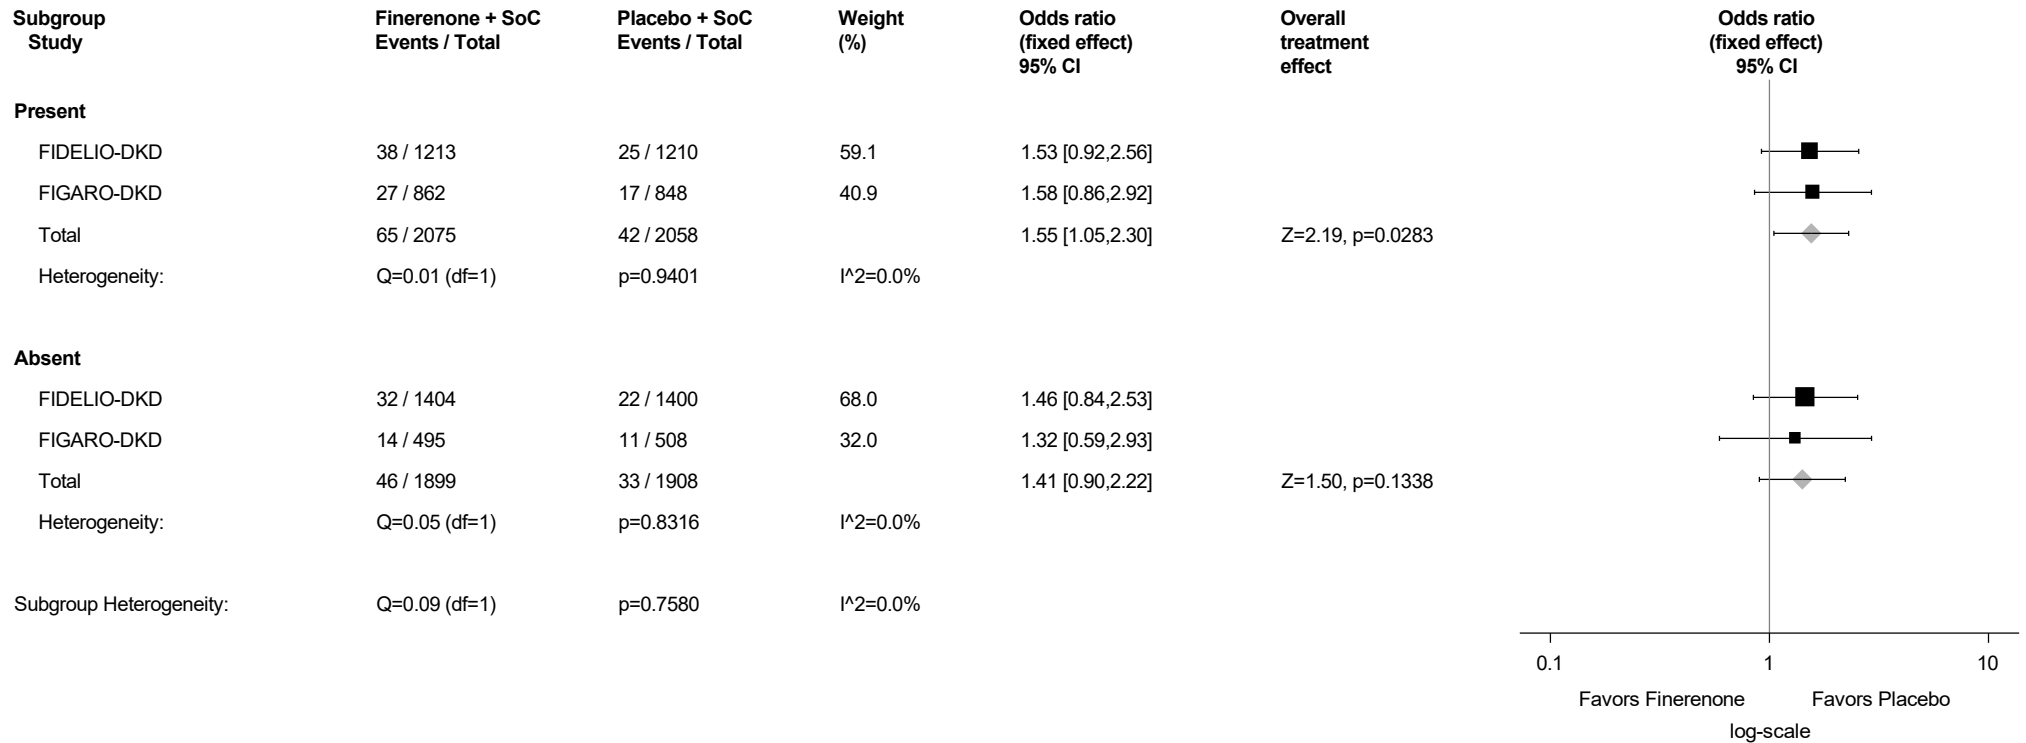 Subgroup Finerenone + SoC Placebo + SoC Weight Odds ratio Overall Odds ratio
Study Events / Total Events / Total (%) (fixed effect) treatment (fixed effect)
95% CI effect 95% CI
Present
FIDELIO-DKD 38 / 1213 25 / 1210 59.1 1.53 [0.92,2.56]
FIGARO-DKD 27 / 862 17 / 848 40.9 1.58 [0.86,2.92]
Total 65 / 2075 42 / 2058 1.55 [1.05,2.30] Z=2.19, p=0.0283
Heterogeneity: Q=0.01 (df=1) p=0.9401 I^2=0.0%
Absent
FIDELIO-DKD 32 / 1404 22 / 1400 68.0 1.46 [0.84,2.53]
FIGARO-DKD 14 / 495 11 / 508 32.0 1.32 [0.59,2.93]
Total 46 / 1899 33 / 1908 1.41 [0.90,2.22] Z=1.50, p=0.1338
Heterogeneity: Q=0.05 (df=1) p=0.8316 I^2=0.0%
Subgroup Heterogeneity: Q=0.09 (df=1) p=0.7580 I^2=0.0%
0.1 1 10
Favors Finerenone Favors Placebo
log-scale